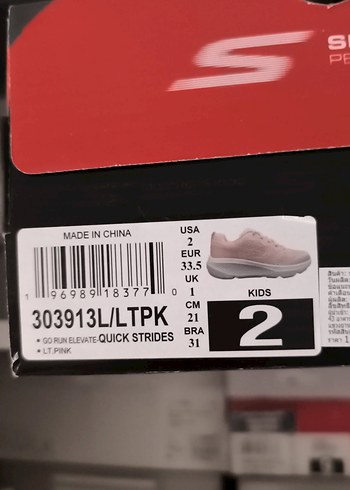 MADE IN CHINA
1 96989 18377 0
303913L/LTPK
• GO RUN ELEVATE-QUICK STRIDES
• LT.PINK
USA
2
EUR
33.5
UK
1
CM
21
BRA
31
KIDS
2